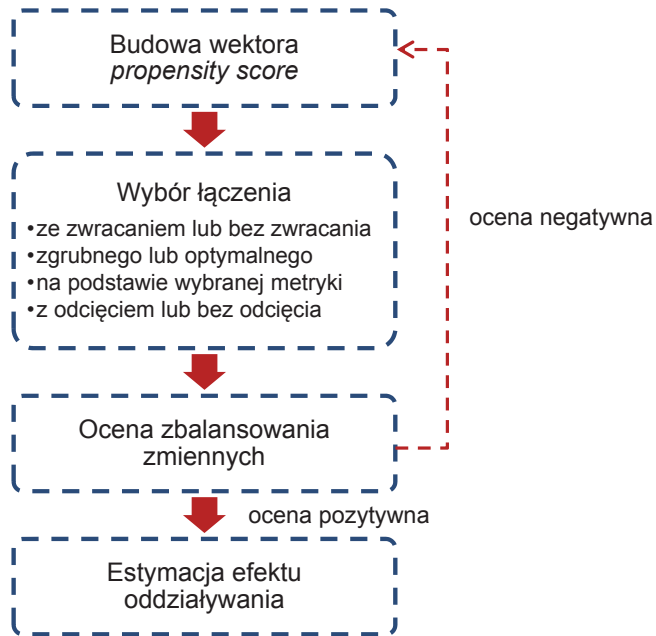 Budowa wektora
propensity score
Wybór łączenia
•ze zwracaniem lub bez zwracania
•zgrubnego lub optymalnego
•na podstawie wybranej metryki
•z odcięciem lub bez odcięcia
ocena negatywna
Ocena zbalansowania
zmiennych
ocena pozytywna
Estymacja efektu
oddziaływania